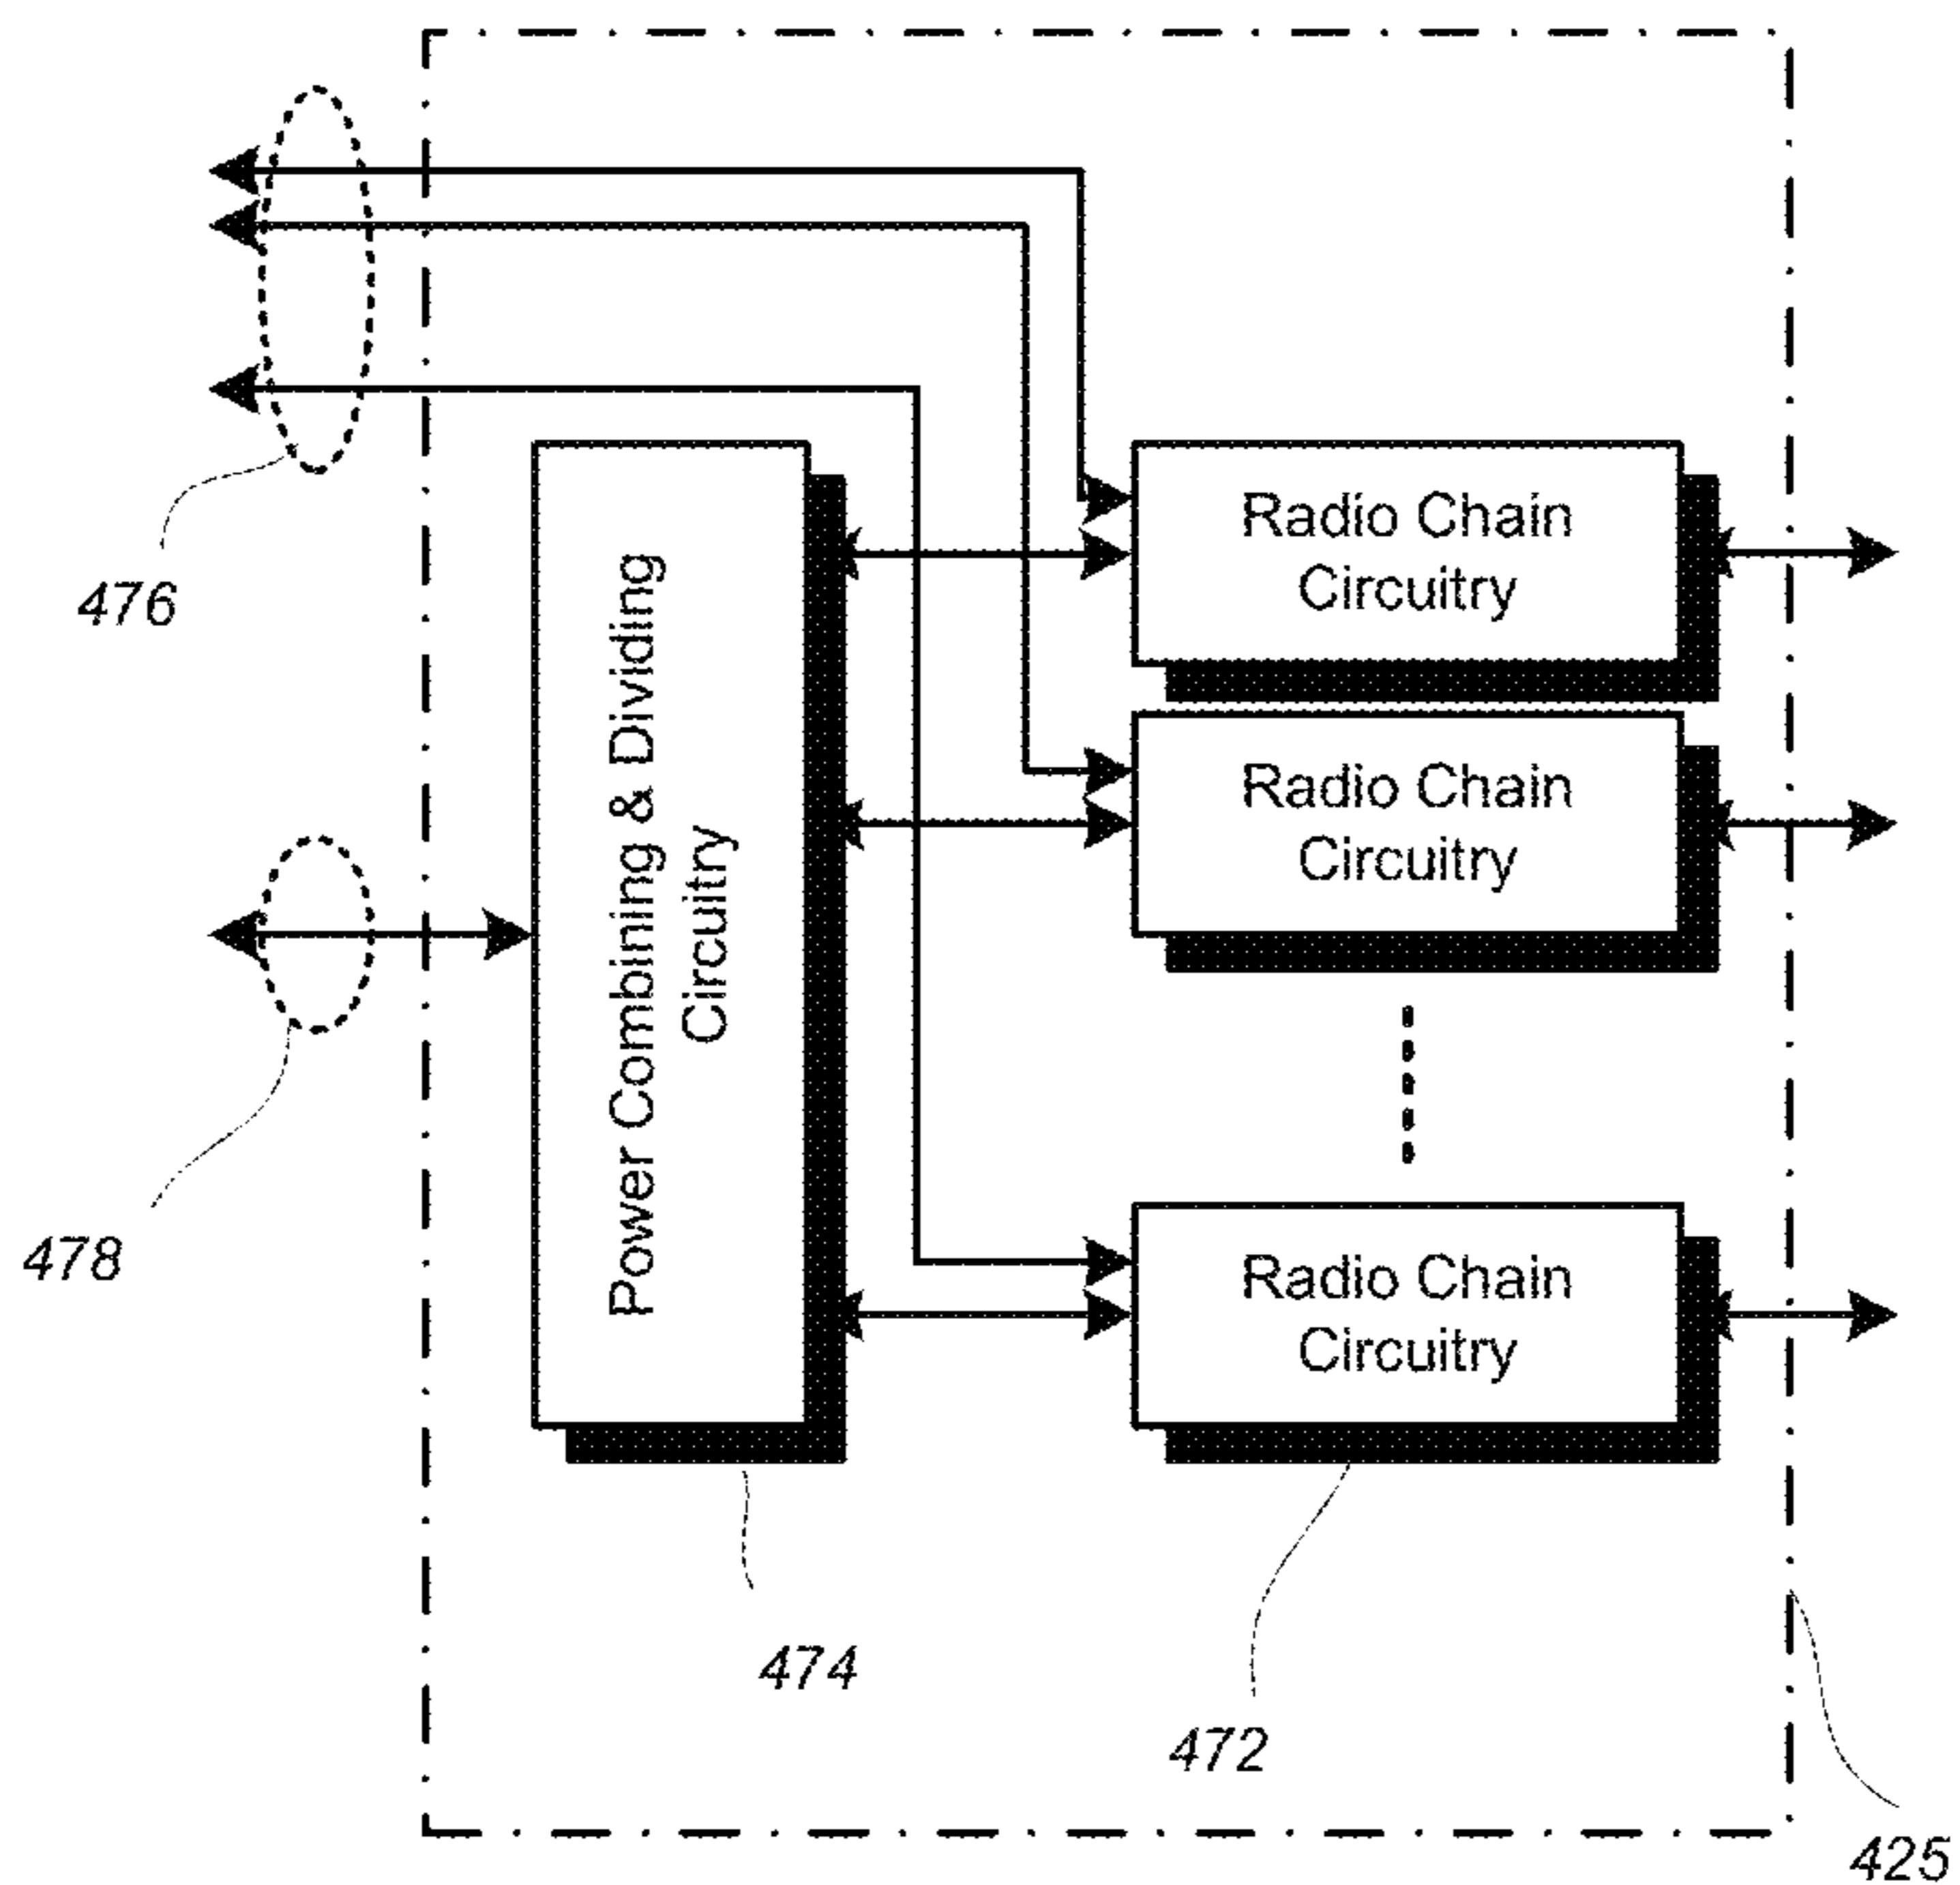 Radio Chain
Circuitry
476
Power Combining & Dividing
Circuitry
Radio Chain
Circuitry
478
Radio Chain
Circuitry
474
472
425